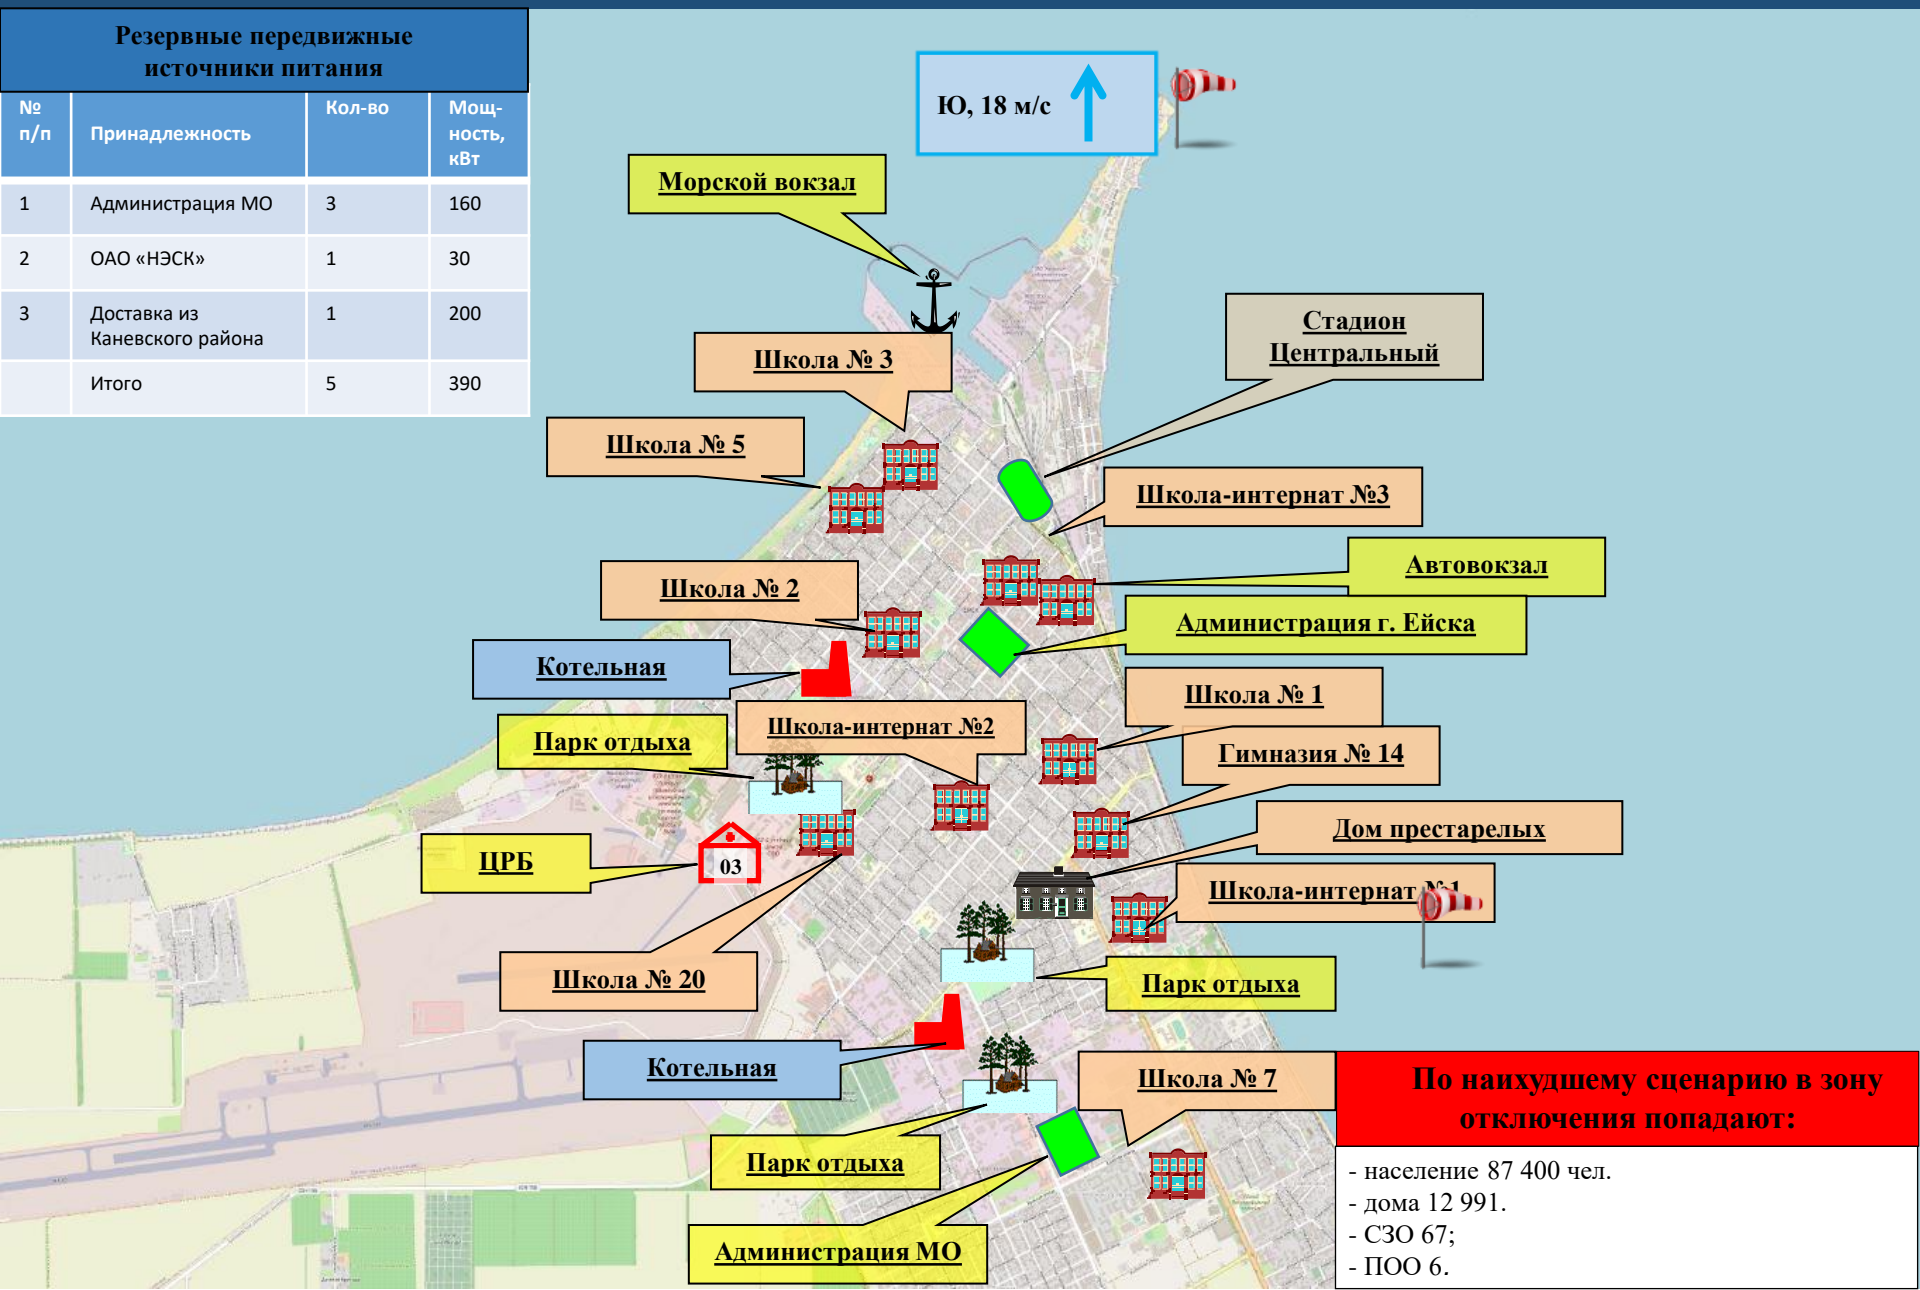 Резервные передвижные
источники питания
№ п/п
Принадлежность
Кол-во
Мощ-
ность,
кВт
1 Администрация МО 3 160
2 ОАО «НЭСК» 1 30
3 Доставка из
Каневского района 1 200
Итого 5 390
Ю, 18 м/с
Морской вокзал
Стадион
Центральный
Школа № 3
Школа № 5
Школа-интернат №3
Автовокзал
Школа № 2
Администрация г. Ейска
Котельная
Школа № 1
Школа-интернат №2
Парк отдыха
Гимназия № 14
Дом престарелых
ЦРБ
03
Школа-интернат №1
Школа № 20
Парк отдыха
Котельная
Школа № 7
Парк отдыха
Администрация МО
По наихудшему сценарию в зону
отключения попадают:
- население 87 400 чел.
- дома 12 991.
- СЗО 67;
- ПОО 6.